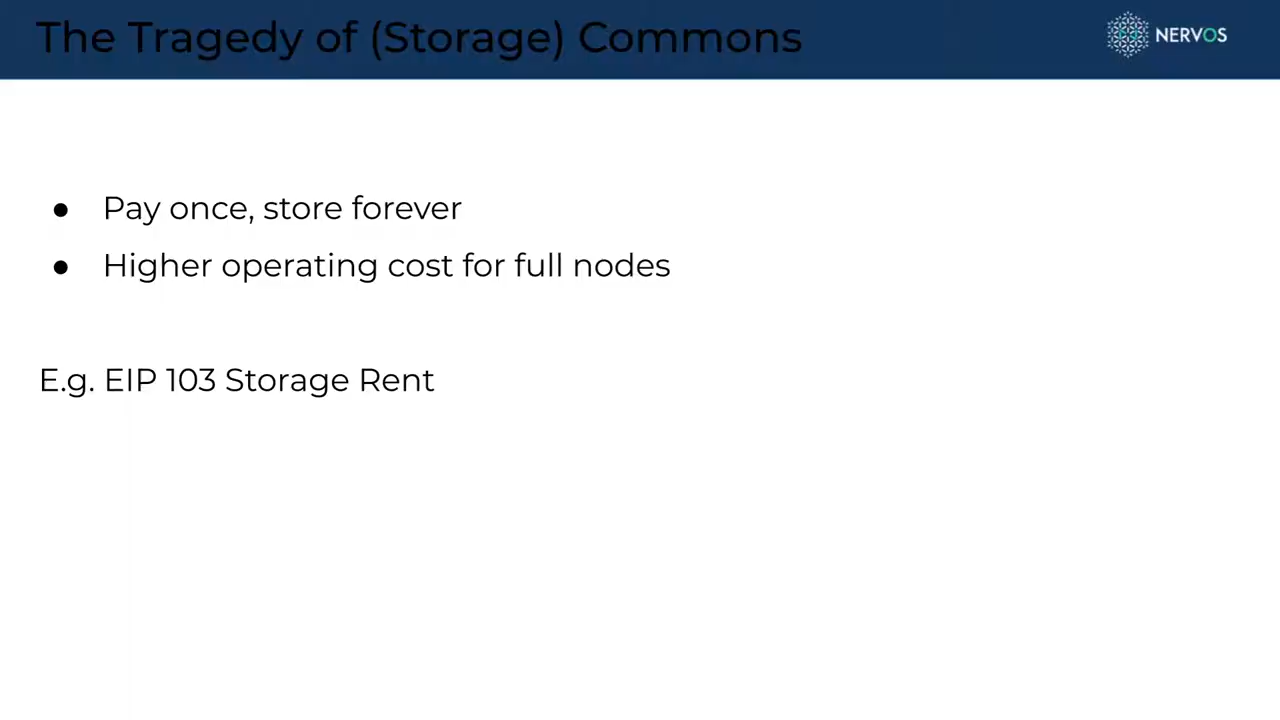 The Tragedy of (Storage) Commons
NERVOS
● Pay once, store forever
● Higher operating cost for full nodes
E.g. EIP 103 Storage Rent